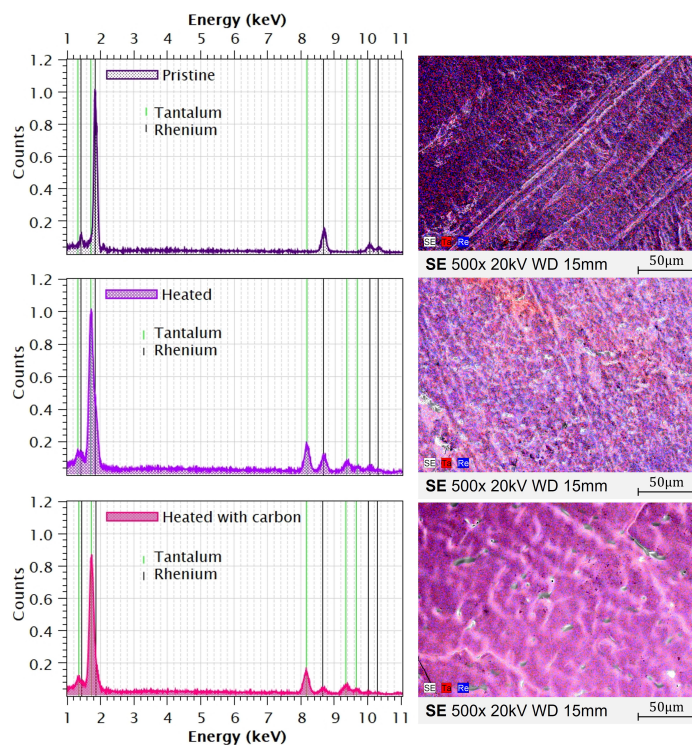 Energy (keV)
1 2 3 4 5 6 7 8 9 10 11
1.2
1.0
0.8
0.6
0.4
0.2
Counts
Pristine
Tantalum
Rhenium
SE Ta Re
SE 500x 20kV WD 15mm
50μm
1.2
1.0
0.8
0.6
0.4
0.2
Counts
Heated
Tantalum
Rhenium
SE Ta Re
SE 500x 20kV WD 15mm
50μm
1.2
1.0
0.8
0.6
0.4
0.2
Counts
Heated with carbon
Tantalum
Rhenium
SE Ta Re
SE 500x 20kV WD 15mm
50μm
1 2 3 4 5 6 7 8 9 10 11
Energy (keV)